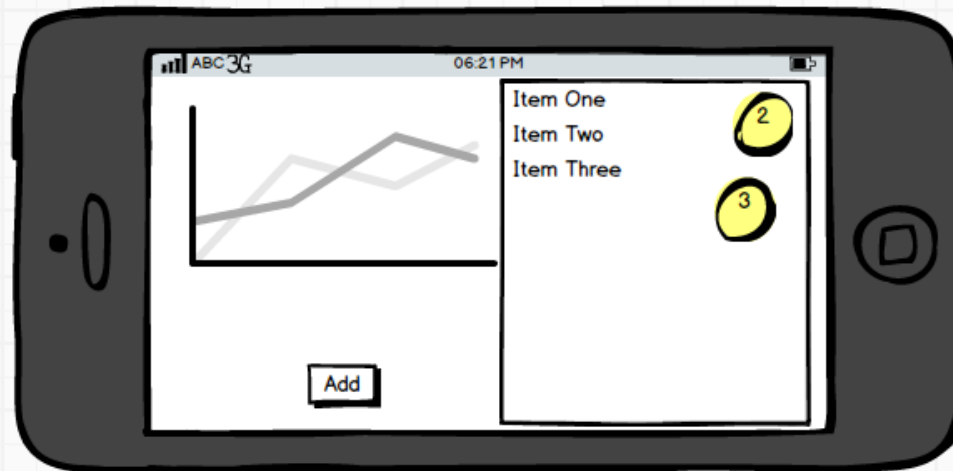 ABC 3G 06:21 PM
Item One
2
Item Two
Item Three
3
Add